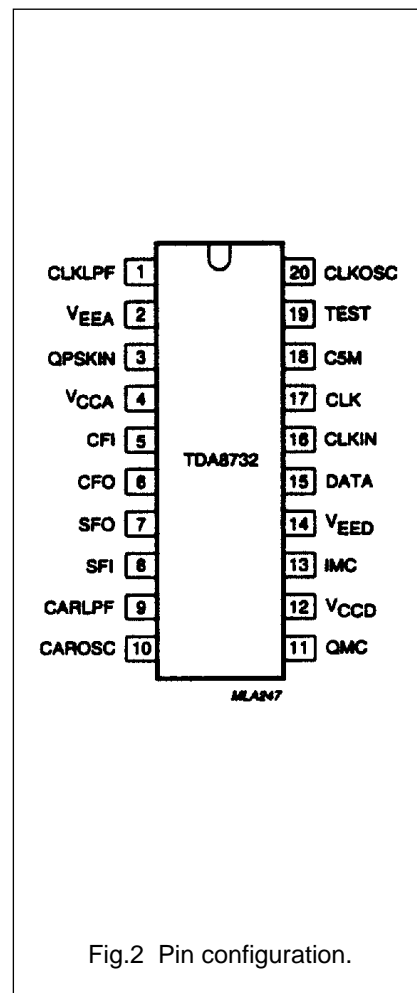 CLKLPF 1 20 CLKOSC
VEEA 2 19 TEST
QPSKIN 3 18 C5M
VCCA 4 17 CLK
CFI 5 16 CLKIN
TDA8732
CFO 6 15 DATA
SFO 7 14 VEED
SFI 8 13 IMC
CARLPF 9 12 VCCD
CAROSC 10 11 QMC
MLA247
Fig.2 Pin configuration.